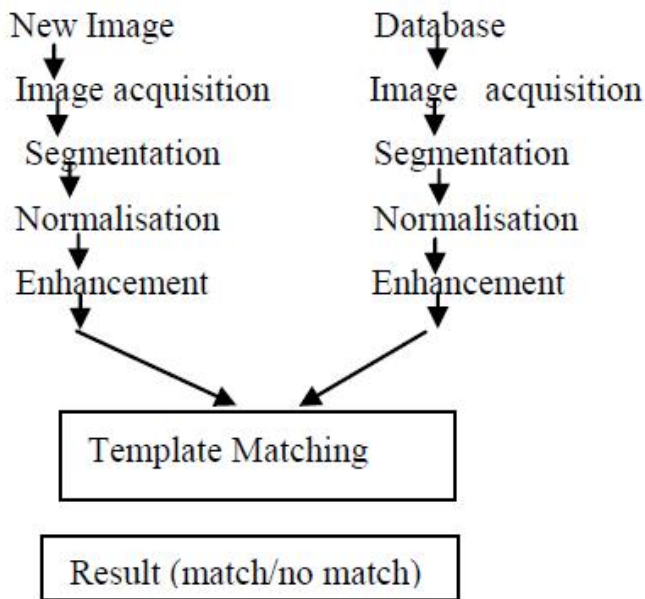 New Image
Database
Image acquisition
Image acquisition
Segmentation
Segmentation
Normalisation
Normalisation
Enhancement
Enhancement
Template Matching
Result (match/no match)